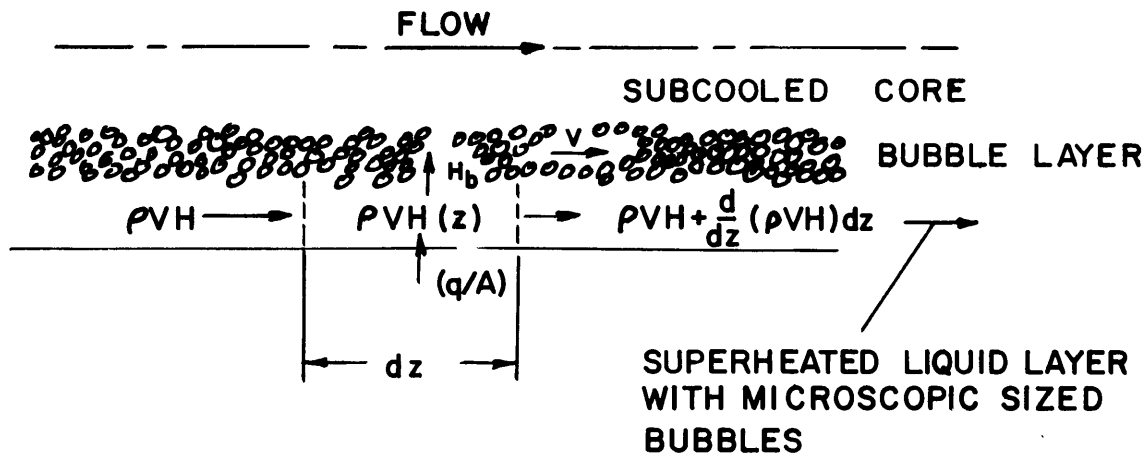 FLOW
SUBCOOLED CORE
V
BUBBLE LAYER
H_b
ρVH
ρVH(z)
ρVH + d/dz (ρVH)dz
(q/A)
dz
SUPERHEATED LIQUID LAYER
WITH MICROSCOPIC SIZED
BUBBLES